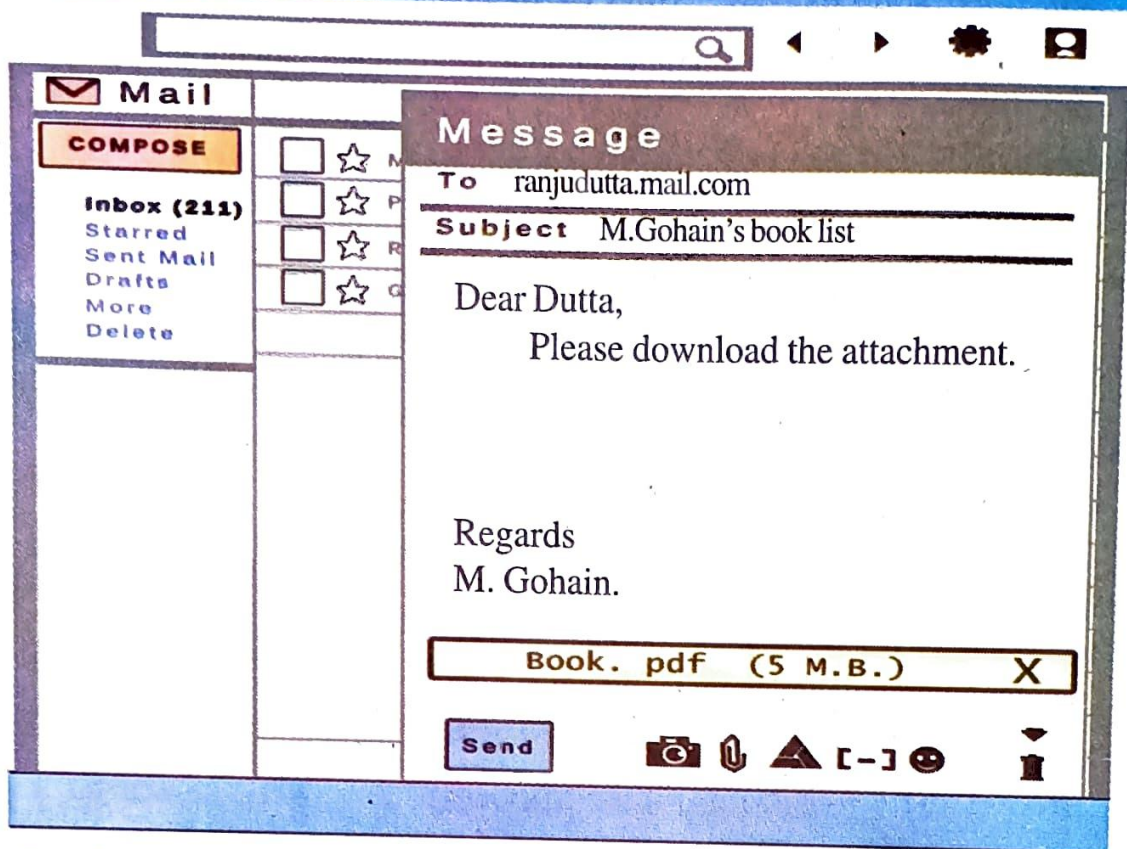 Mail
COMPOSE
Inbox (211)
Starred
Sent Mail
Drafts
More
Delete
M
P
R
G
Message
To ranjudutta.mail.com
Subject M.Gohain's book list
Dear Dutta,
Please download the attachment.
Regards
M. Gohain.
Book. pdf (5 M.B.) X
Send